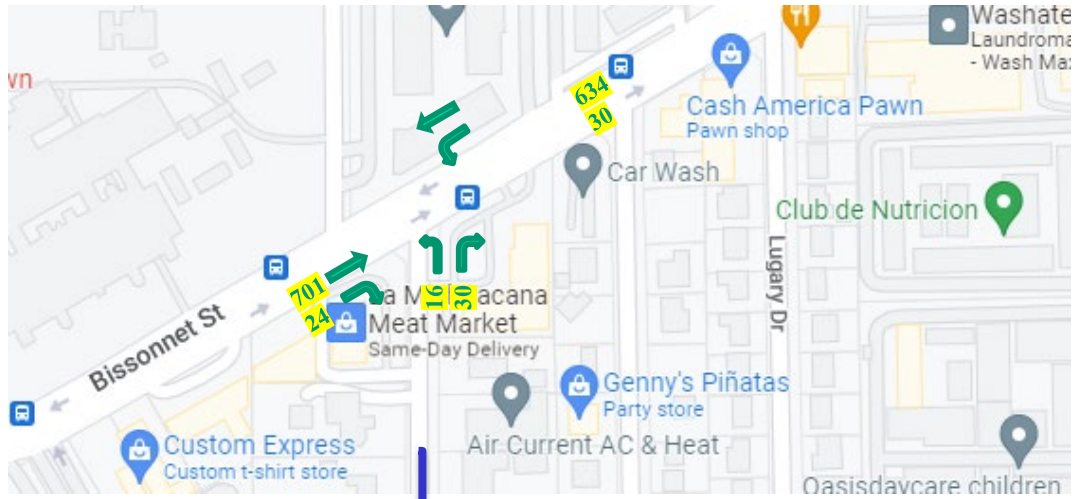 Washate
Laundroma
- Wash Max
wn
634
30
Cash America Pawn
Pawn shop
Car Wash
Club de Nutricion
Lugary Dr
701
24
16
30
a M acana
Meat Market
Same-Day Delivery
Bissonnet St
Genny's Piñatas
Party store
Air Current AC & Heat
Custom Express
Custom t-shirt store
Oasisdaycare children